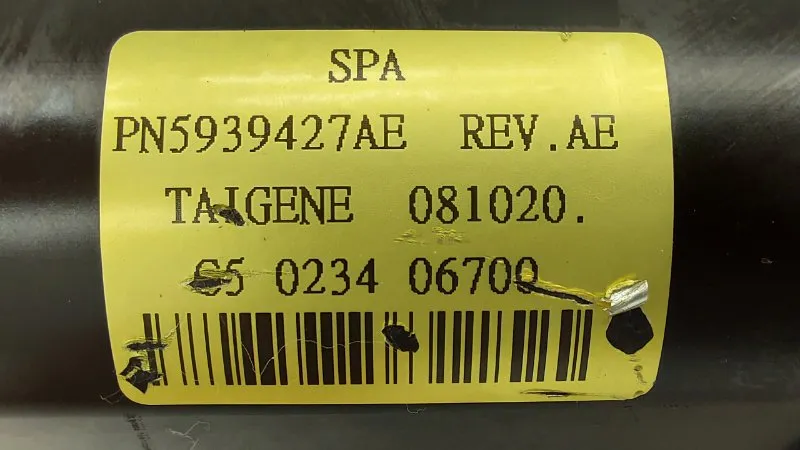 SPA
PN5939427AE REV.AE
TAIGENE 081020.
C5 0234 06700